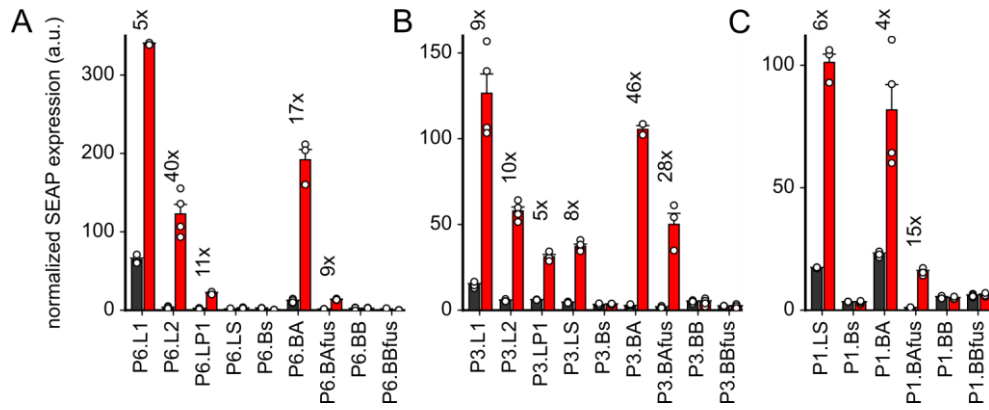 A
B
C
normalized SEAP expression (a.u.)
300
200
100
0
5x
40x
11x
17x
9x
P6.L1
P6.L2
P6.LP1
P6.LS
P6.Bs
P6.BA
P6.BAfus
P6.BB
P6.BBfus
150
100
50
0
9x
10x
5x
8x
46x
28x
P3.L1
P3.L2
P3.LP1
P3.LS
P3.Bs
P3.BA
P3.BAfus
P3.BB
P3.BBfus
100
50
0
6x
4x
15x
P1.LS
P1.Bs
P1.BA
P1.BAfus
P1.BB
P1.BBfus